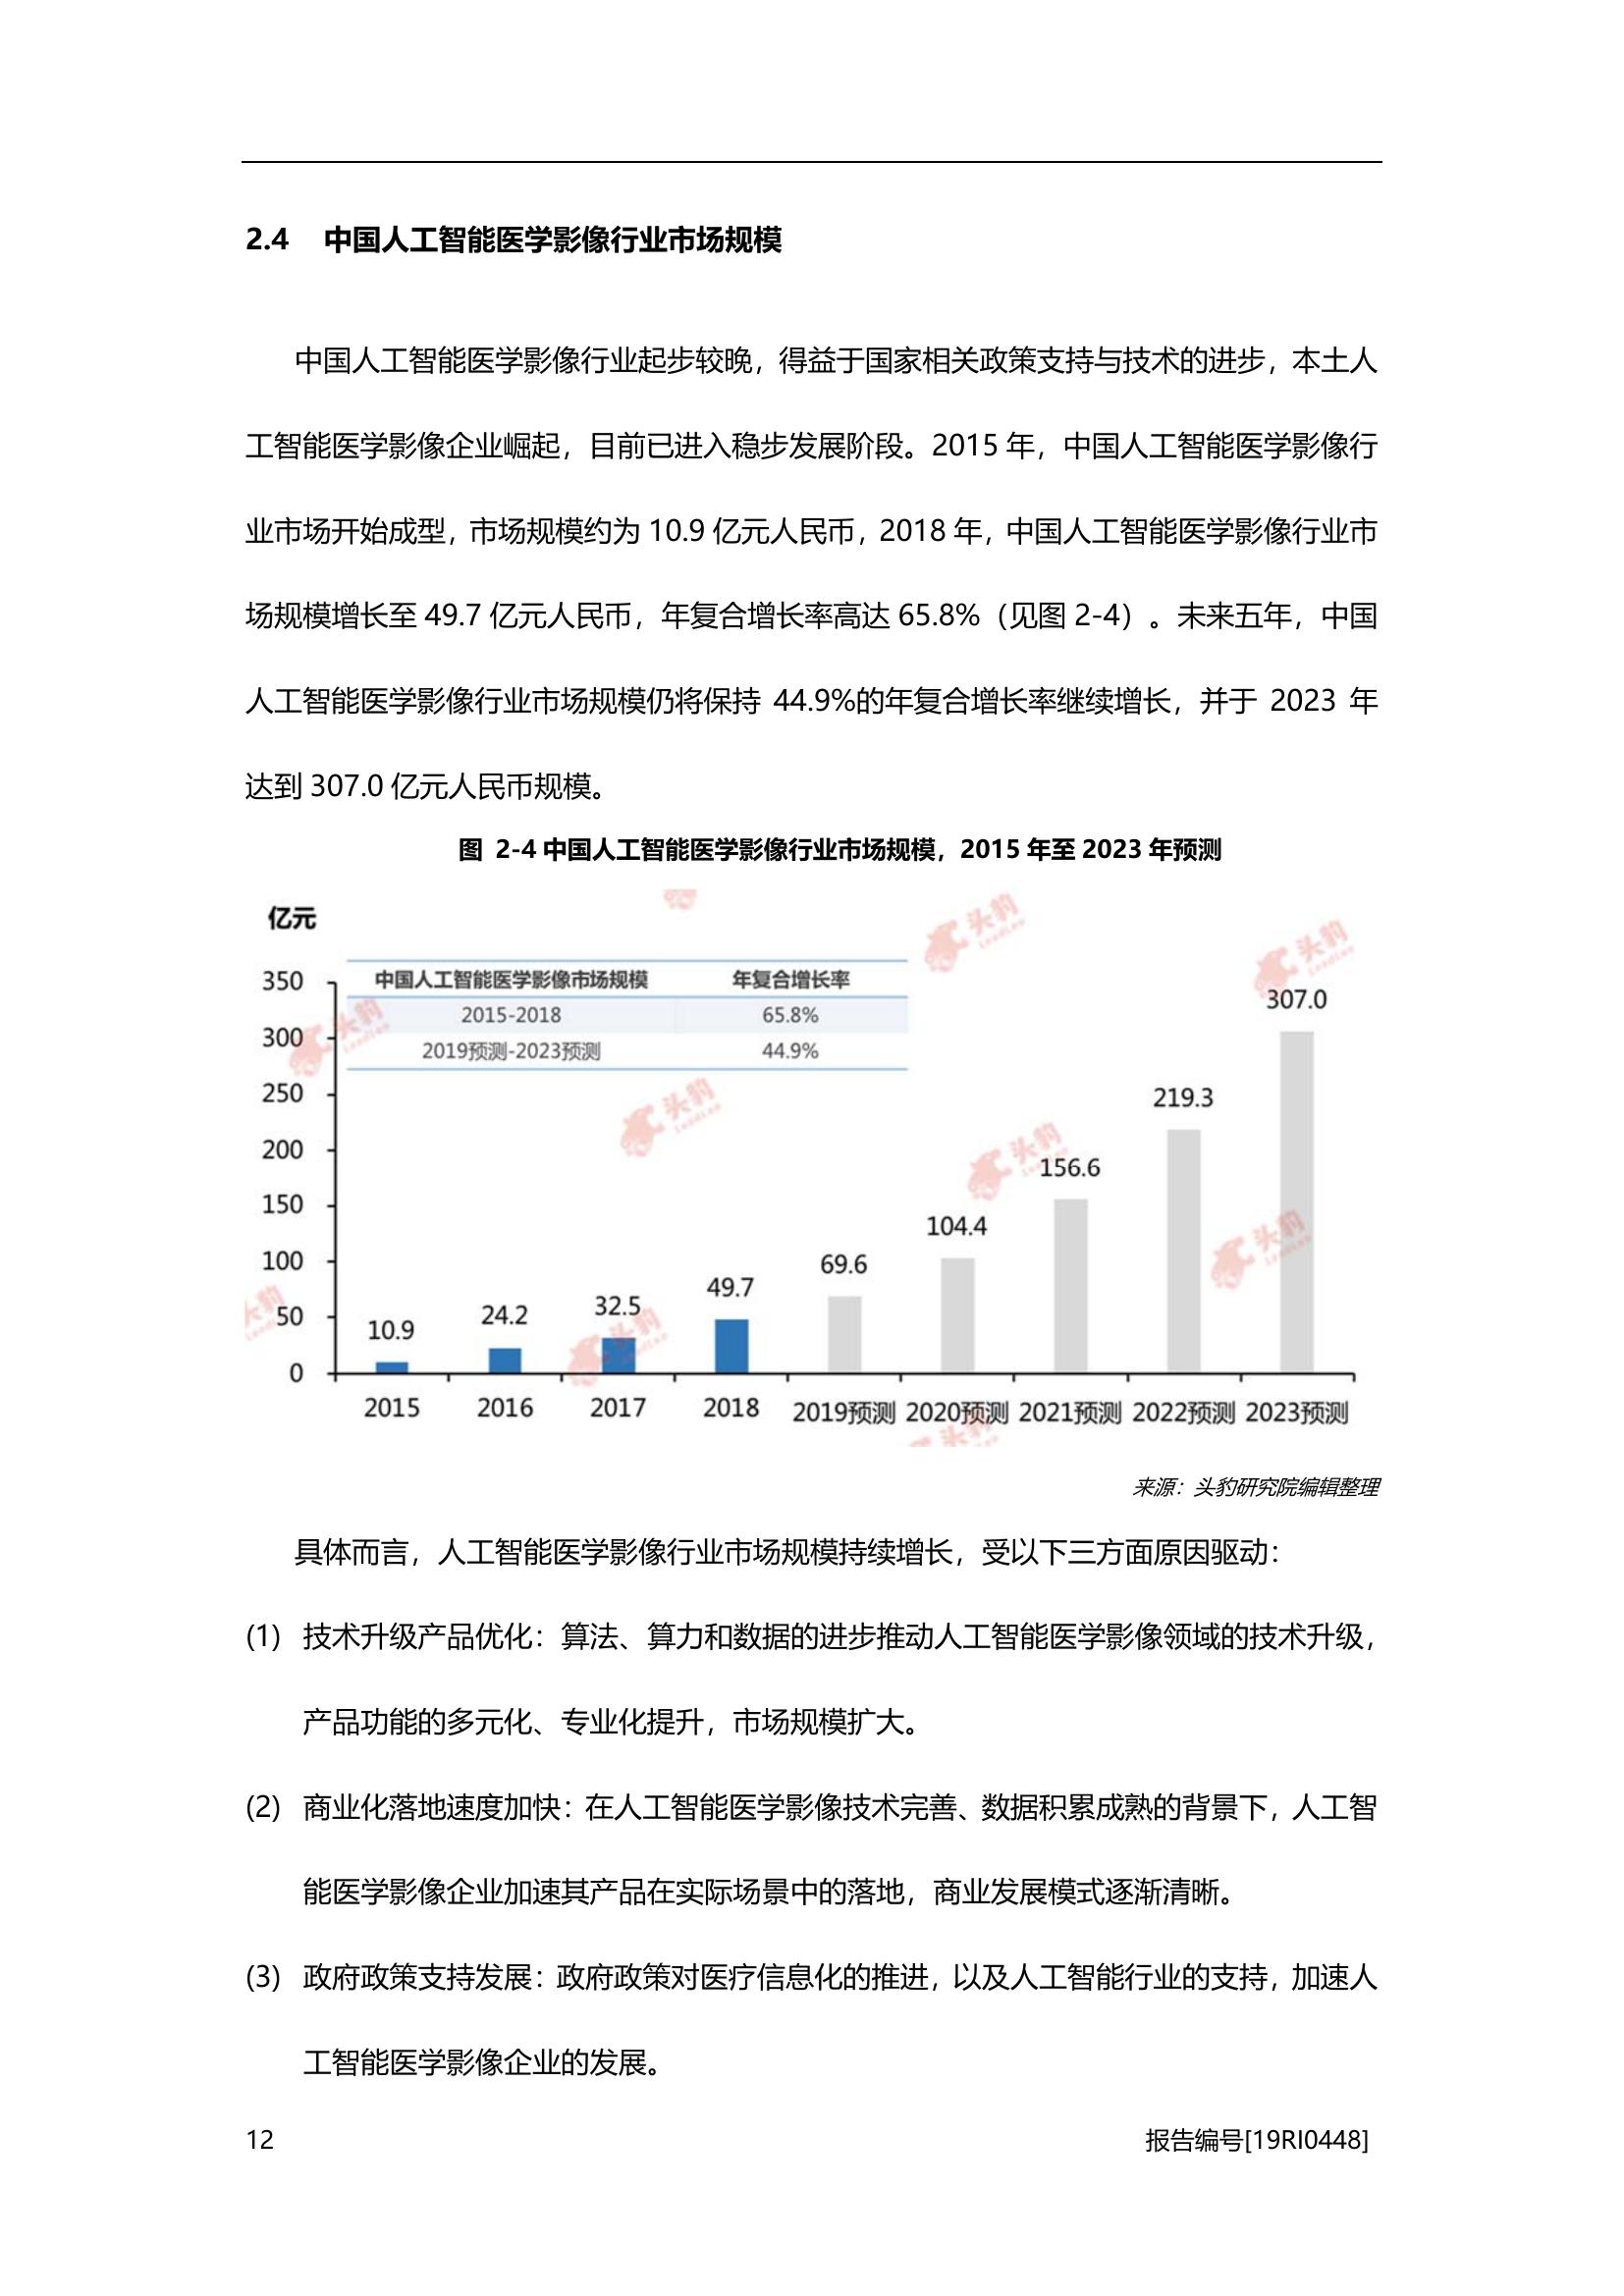 2.4 中国人工智能医学影像行业市场规模
中国人工智能医学影像行业起步较晚，得益于国家相关政策支持与技术的进步，本土人
工智能医学影像企业崛起，目前已进入稳步发展阶段。2015 年，中国人工智能医学影像行
业市场开始成型，市场规模约为 10.9 亿元人民币，2018 年，中国人工智能医学影像行业市
场规模增长至 49.7 亿元人民币，年复合增长率高达 65.8%（见图 2-4）。未来五年，中国
人工智能医学影像行业市场规模仍将保持 44.9%的年复合增长率继续增长，并于 2023 年
达到 307.0 亿元人民币规模。
图 2-4 中国人工智能医学影像行业市场规模，2015 年至 2023 年预测
亿元
中国人工智能医学影像市场规模 年复合增长率
2015-2018 65.8%
2019预测-2023预测 44.9%
350
300
250
200
150
100
50
0
10.9
24.2
32.5
49.7
69.6
104.4
156.6
219.3
307.0
2015 2016 2017 2018 2019预测 2020预测 2021预测 2022预测 2023预测
头豹
LeadLeo
头豹
LeadLeo
头豹
LeadLeo
头豹
LeadLeo
头豹
LeadLeo
头豹
LeadLeo
头豹
LeadLeo
头豹
来源：头豹研究院编辑整理
具体而言，人工智能医学影像行业市场规模持续增长，受以下三方面原因驱动：
(1) 技术升级产品优化：算法、算力和数据的进步推动人工智能医学影像领域的技术升级，
产品功能的多元化、专业化提升，市场规模扩大。
(2) 商业化落地速度加快：在人工智能医学影像技术完善、数据积累成熟的背景下，人工智
能医学影像企业加速其产品在实际场景中的落地，商业发展模式逐渐清晰。
(3) 政府政策支持发展：政府政策对医疗信息化的推进，以及人工智能行业的支持，加速人
工智能医学影像企业的发展。
12 报告编号[19RI0448]